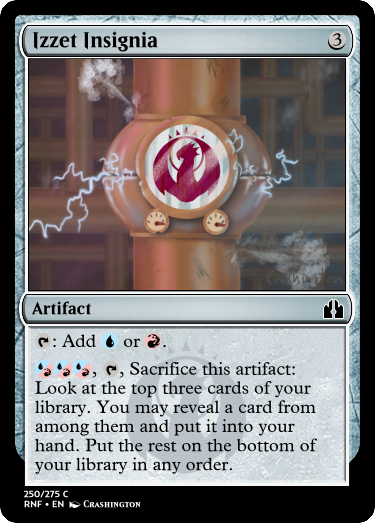 Izzet Insignia 3
Artifact
: Add or .
, , Sacrifice this artifact:
Look at the top three cards of your
library. You may reveal a card from
among them and put it into your
hand. Put the rest on the bottom of
your library in any order.
250/275 C
RNF • EN Crashington